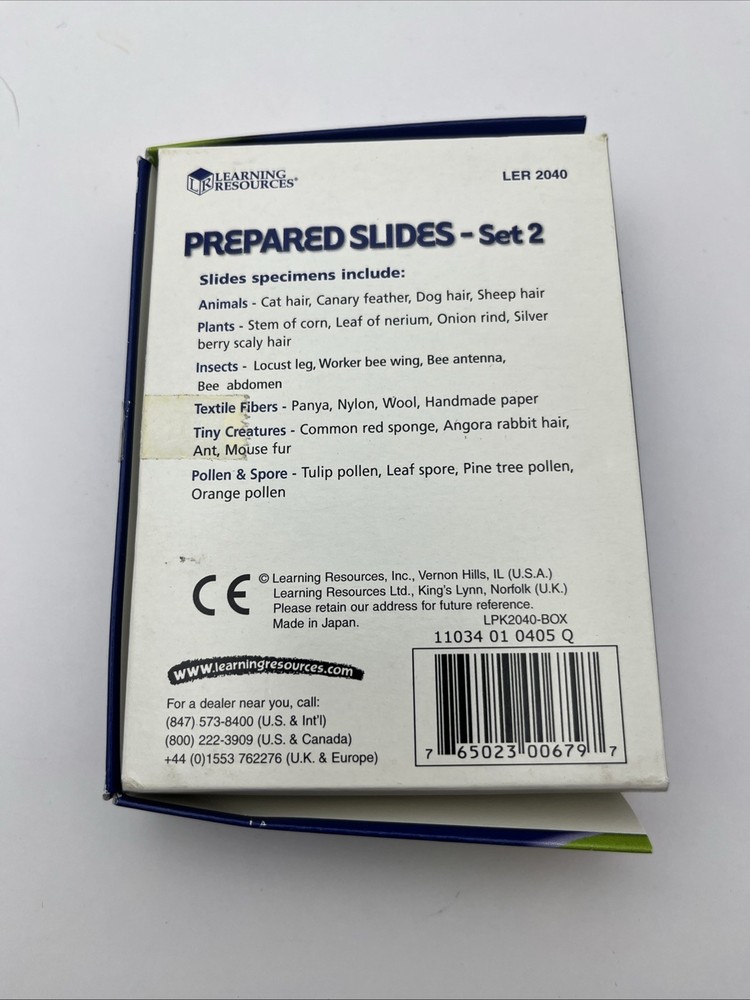 LEARNING
RESOURCES®
LER 2040
PREPARED SLIDES - Set 2
Slides specimens include:
Animals - Cat hair, Canary feather, Dog hair, Sheep hair
Plants - Stem of corn, Leaf of nerium, Onion rind, Silver
berry scaly hair
Insects - Locust leg, Worker bee wing, Bee antenna,
Bee abdomen
Textile Fibers - Panya, Nylon, Wool, Handmade paper
Tiny Creatures - Common red sponge, Angora rabbit hair,
Ant, Mouse fur
Pollen & Spore - Tulip pollen, Leaf spore, Pine tree pollen,
Orange pollen
CE
© Learning Resources, Inc., Vernon Hills, IL (U.S.A.)
Learning Resources Ltd., King's Lynn, Norfolk (U.K.)
Please retain our address for future reference.
Made in Japan.
LPK2040-BOX
11034 01 0405 Q
www.learningresources.com
For a dealer near you, call:
(847) 573-8400 (U.S. & Int'l)
(800) 222-3909 (U.S. & Canada)
+44 (0)1553 762276 (U.K. & Europe)
7 65023 00679 7